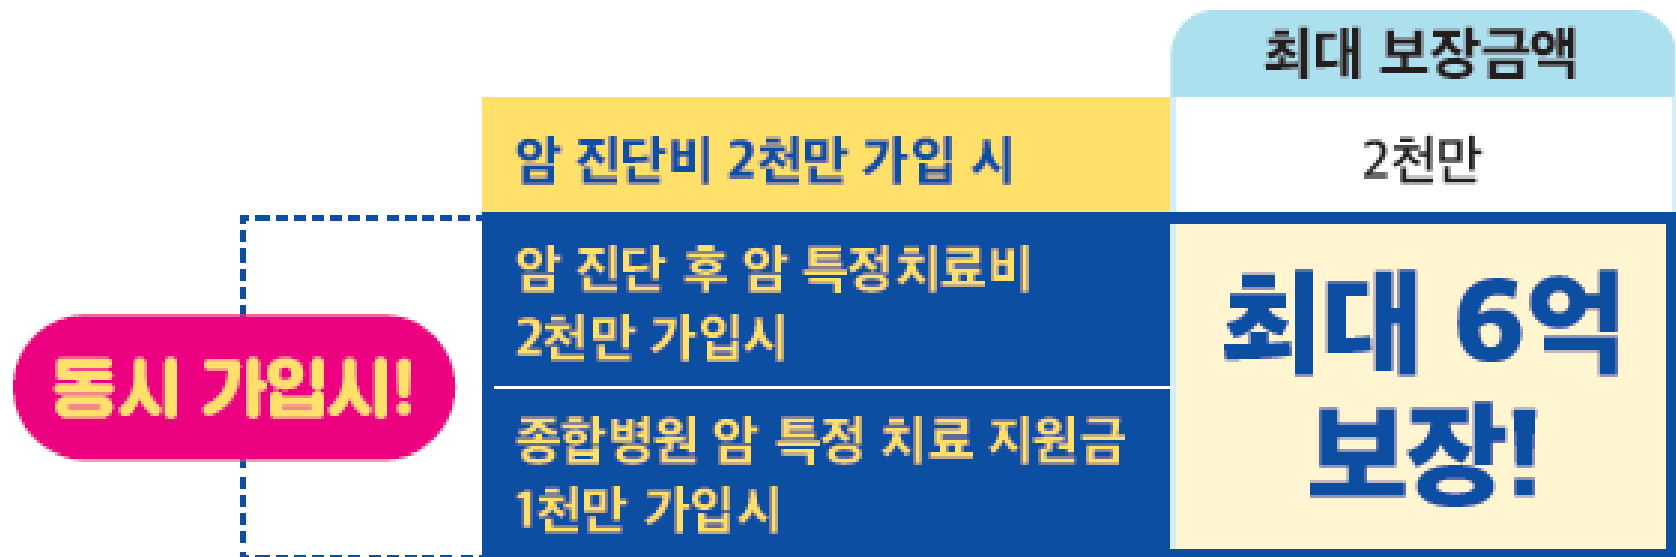 최대 보장금액
암 진단비 2천만 가입 시
2천만
동시 가입시!
암 진단 후 암 특정치료비
2천만 가입시
종합병원 암 특정 치료 지원금
1천만 가입시
최대 6억
보장!